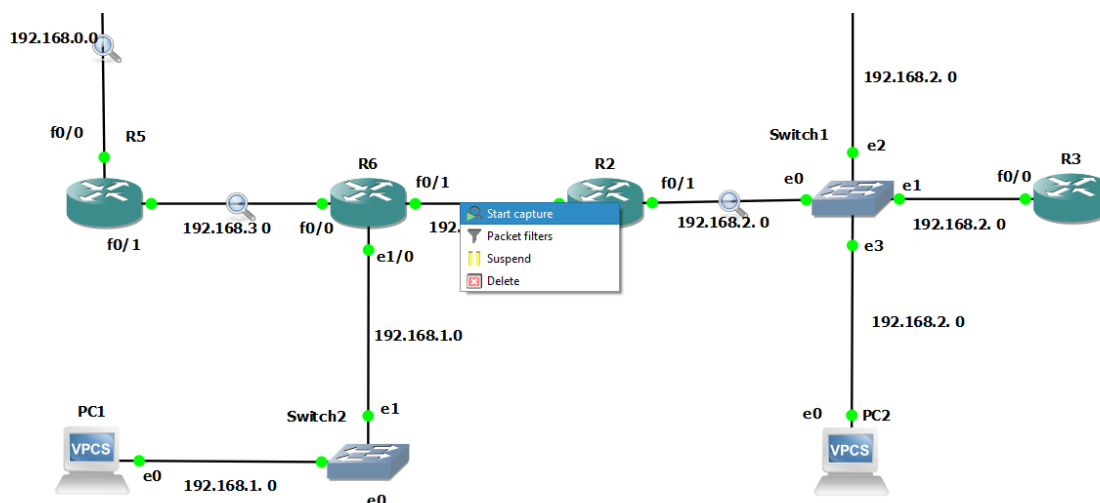 192.168.0.0
192.168.2. 0
f0/0
R5
Switch1
e2
R6
R2
R3
f0/1
f0/1
e0
e1
f0/0
192.168.3 0
f0/0
192.
Start capture
192.168.2. 0
192.168.2. 0
f0/1
Packet filters
e1/0
e3
Suspend
Delete
192.168.2. 0
192.168.1.0
PC1
Switch2
e1
e0
PC2
VPCS
VPCS
e0
192.168.1. 0
e0